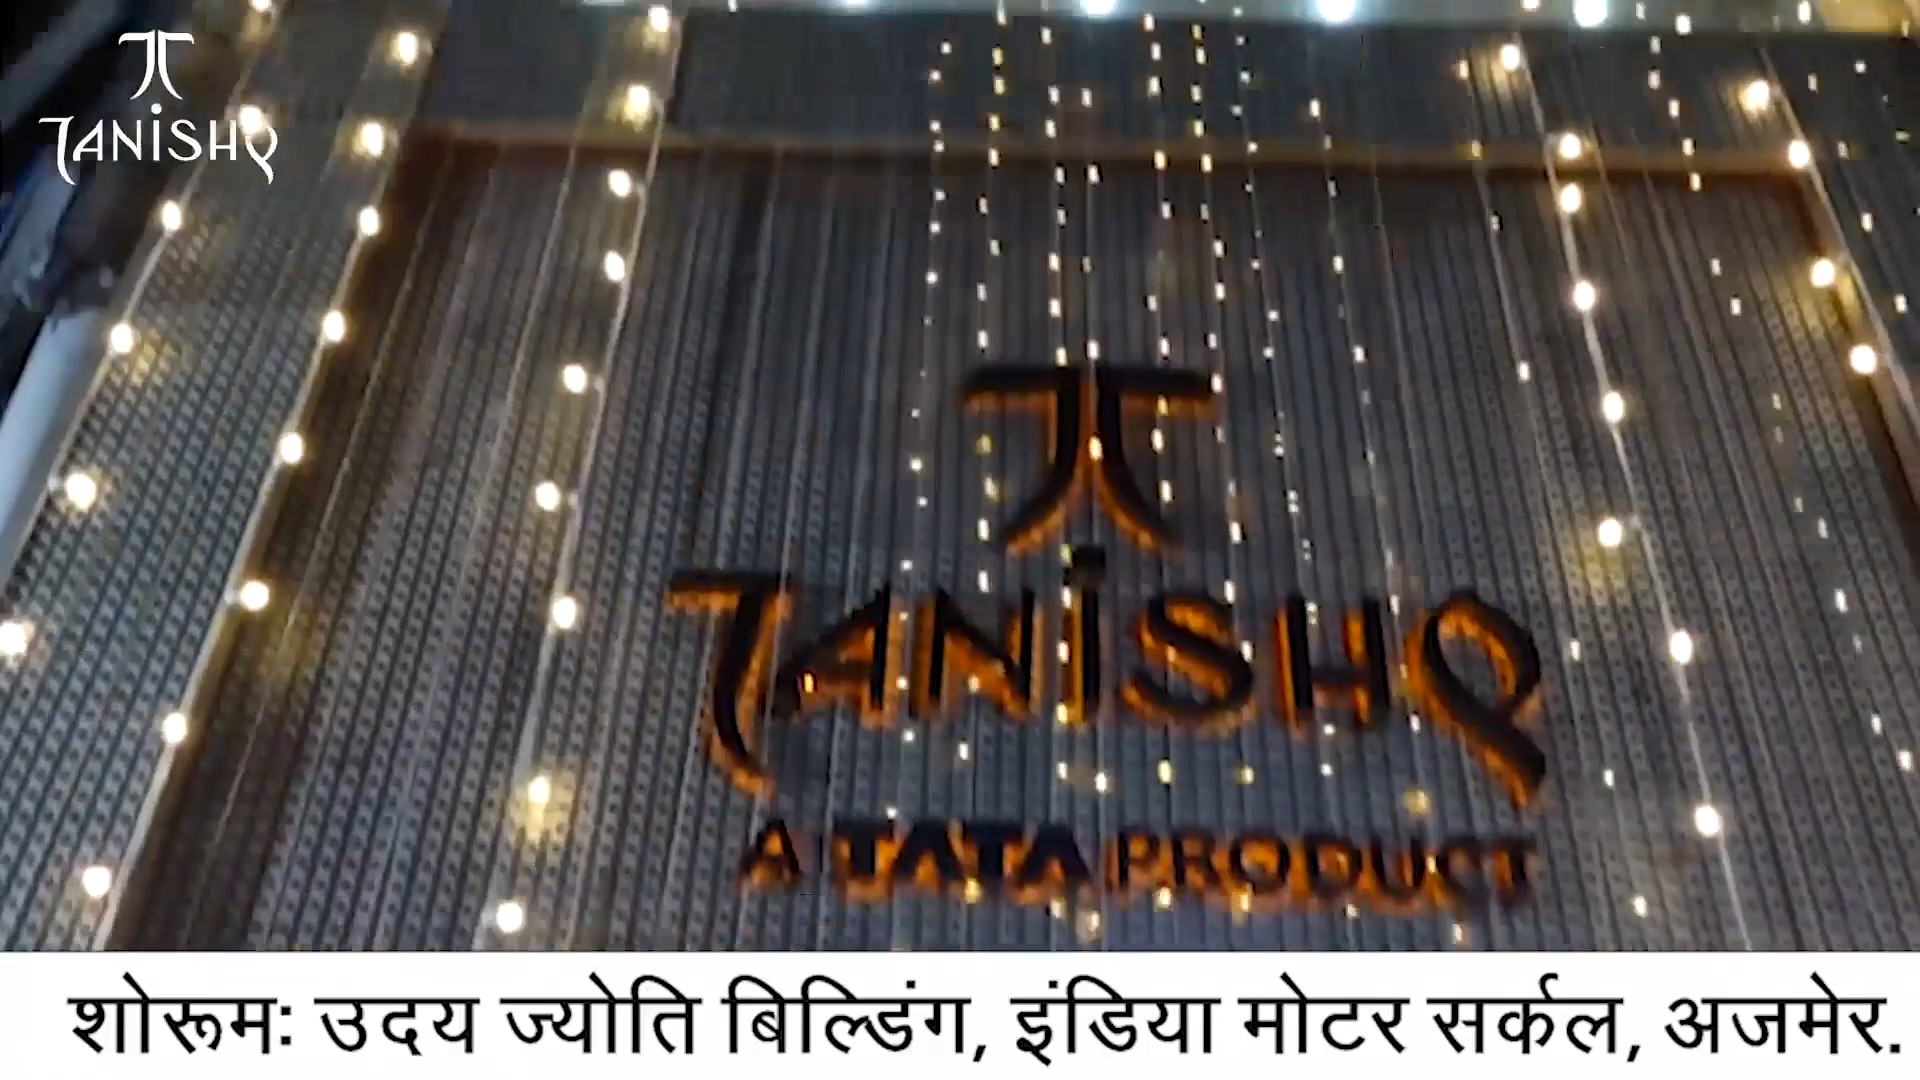 TANISHQ
TANISHQ
A TATA PRODUCT
शोरूम: उदय ज्योति बिल्डिंग, इंडिया मोटर सर्कल, अजमेर.